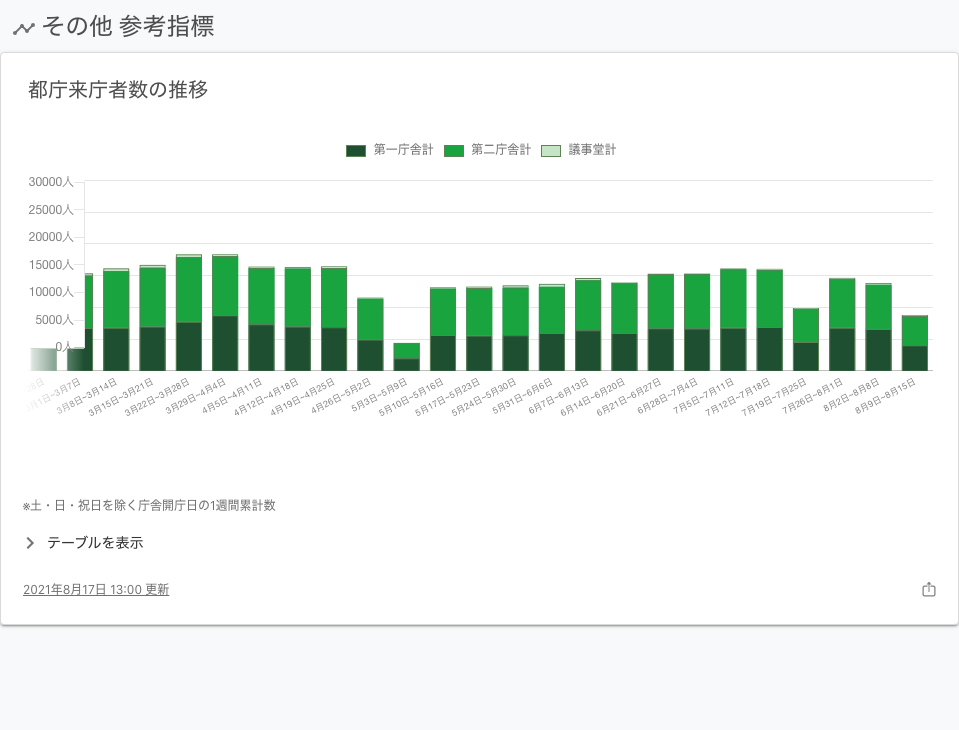 その他 参考指標
都庁来庁者数の推移
第一庁舎計 第二庁舎計 議事堂計
30000人
25000人
20000人
15000人
10000人
5000人
0人
3月8日~3月14日
3月15日~3月21日
3月22日~3月28日
3月29日~4月4日
4月5日~4月11日
4月12日~4月18日
4月19日~4月25日
4月26日~5月2日
5月3日~5月9日
5月10日~5月16日
5月17日~5月23日
5月24日~5月30日
5月31日~6月6日
6月7日~6月13日
6月14日~6月20日
6月21日~6月27日
6月28日~7月4日
7月5日~7月11日
7月12日~7月18日
7月19日~7月25日
7月26日~8月1日
8月2日~8月8日
8月9日~8月15日
※土・日・祝日を除く庁舎開庁日の1週間累計数
テーブルを表示
2021年8月17日 13:00 更新